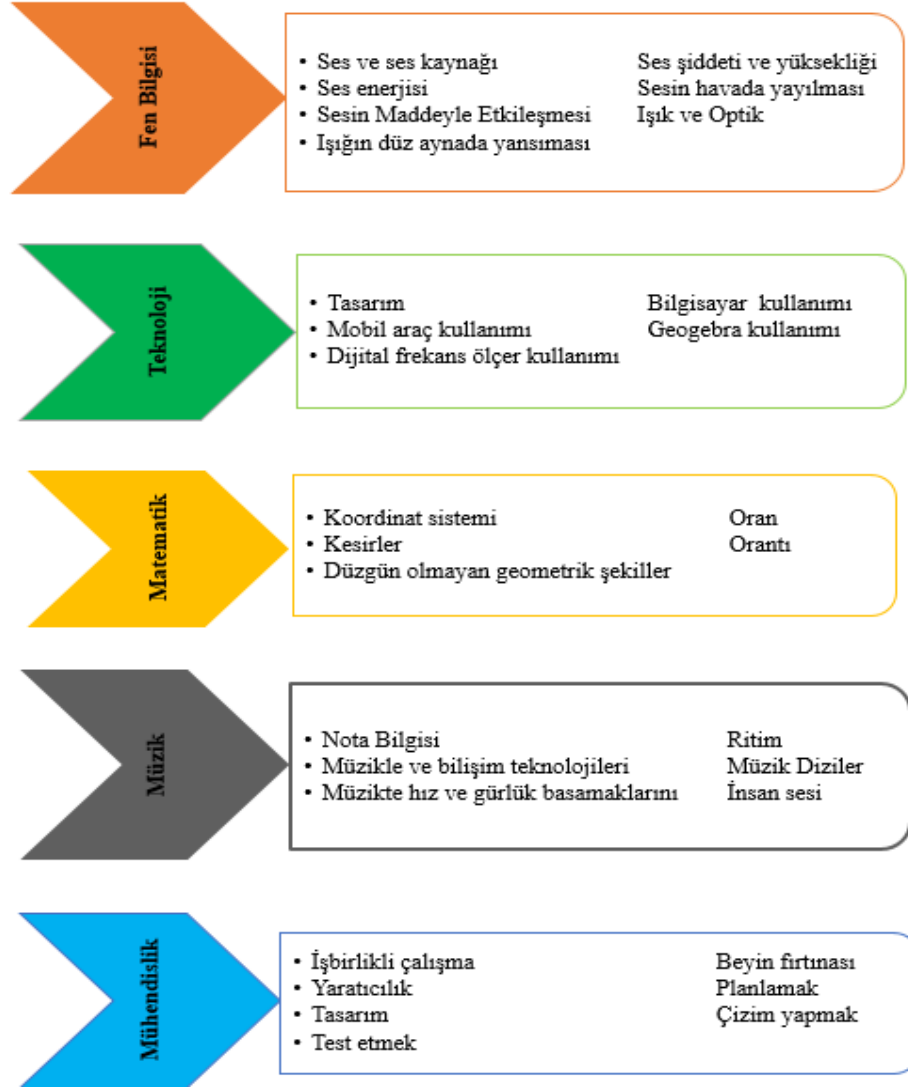 Fen Bilgisi
• Ses ve ses kaynağı Ses şiddeti ve yüksekliği
• Ses enerjisi Sesin havada yayılması
• Sesin Maddeyle Etkileşmesi Işık ve Optik
• Işığın düz aynada yansıması
Teknoloji
• Tasarım Bilgisayar kullanımı
• Mobil araç kullanımı Geogebra kullanımı
• Dijital frekans ölçer kullanımı
Matematik
• Koordinat sistemi Oran
• Kesirler Orantı
• Düzgün olmayan geometrik şekiller
Müzik
• Nota Bilgisi Ritim
• Müzikle ve bilişim teknolojileri Müzik Diziler
• Müzikte hız ve gürlük basamaklarını İnsan sesi
Mühendislik
• İşbirlikli çalışma Beyin fırtınası
• Yaratıcılık Planlamak
• Tasarım Çizim yapmak
• Test etmek